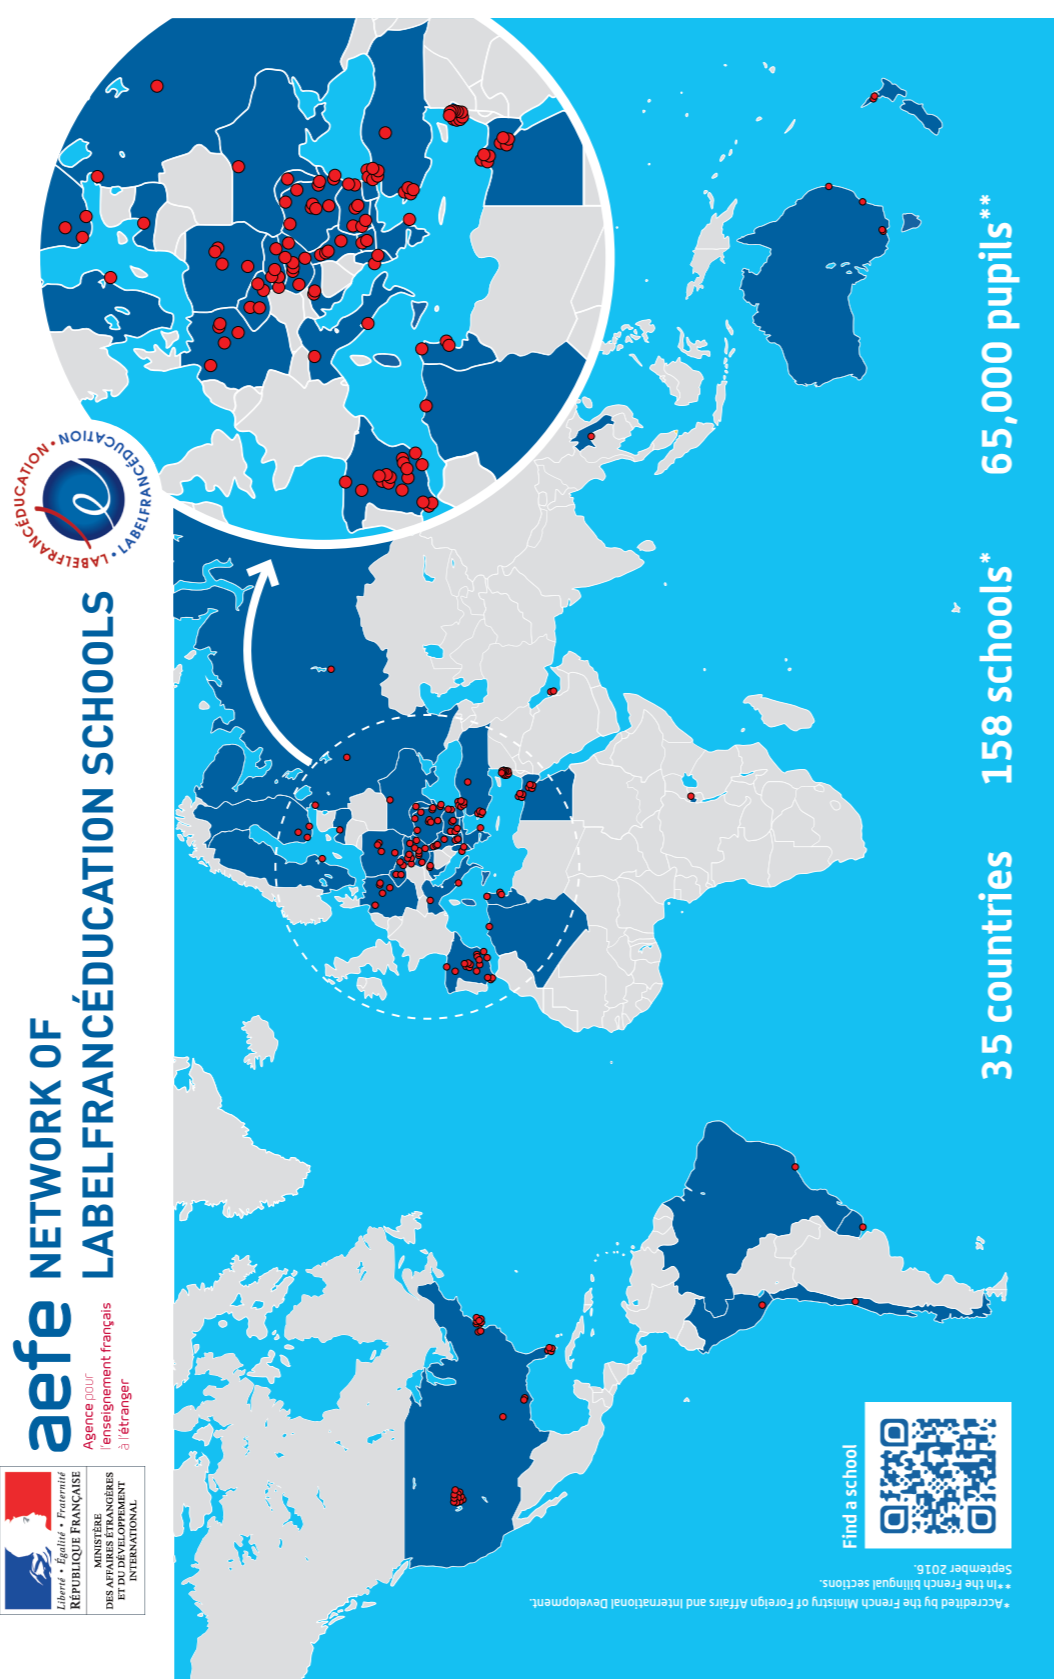 Liberté • Égalité • Fraternité
RÉPUBLIQUE FRANÇAISE
MINISTÈRE
DES AFFAIRES ÉTRANGÈRES
ET DU DÉVELOPPEMENT
INTERNATIONAL
aefe
Agence pour
l'enseignement français
à l'étranger
NETWORK OF
LABELFRANCÉDUCATION SCHOOLS
LABELFRANCÉDUCATION • LABELFRANCÉDUCATION •
Find a school
35 countries
158 schools*
65,000 pupils**
*Accredited by the French Ministry of Foreign Affairs and International Development.
**In the French bilingual sections.
September 2016.